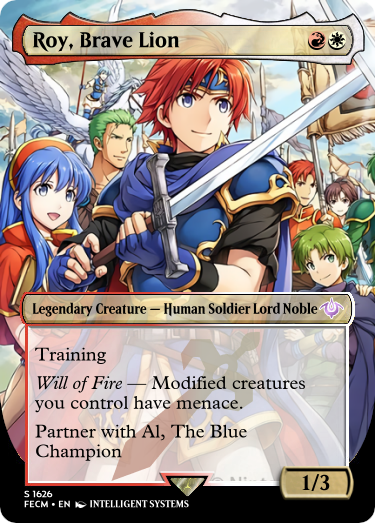 Roy, Brave Lion
Legendary Creature — Human Soldier Lord Noble
Training
Will of Fire — Modified creatures
you control have menace.
Partner with Al, The Blue
Champion
1/3
S 1626
FECM • EN INTELLIGENT SYSTEMS